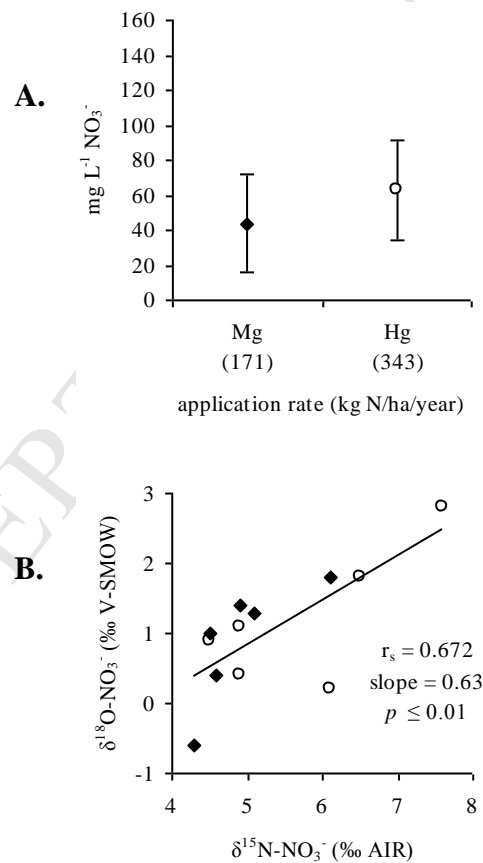 A.
mg L⁻¹ NO₃⁻
160
140
120
100
80
60
40
20
0
Mg
(171)
Hg
(343)
application rate (kg N/ha/year)
B.
δ¹⁸O-NO₃⁻ (‰ V-SMOW)
3
2
1
0
-1
rₛ = 0.672
slope = 0.63
p ≤ 0.01
4 5 6 7 8
δ¹⁵N-NO₃⁻ (‰ AIR)
EPT